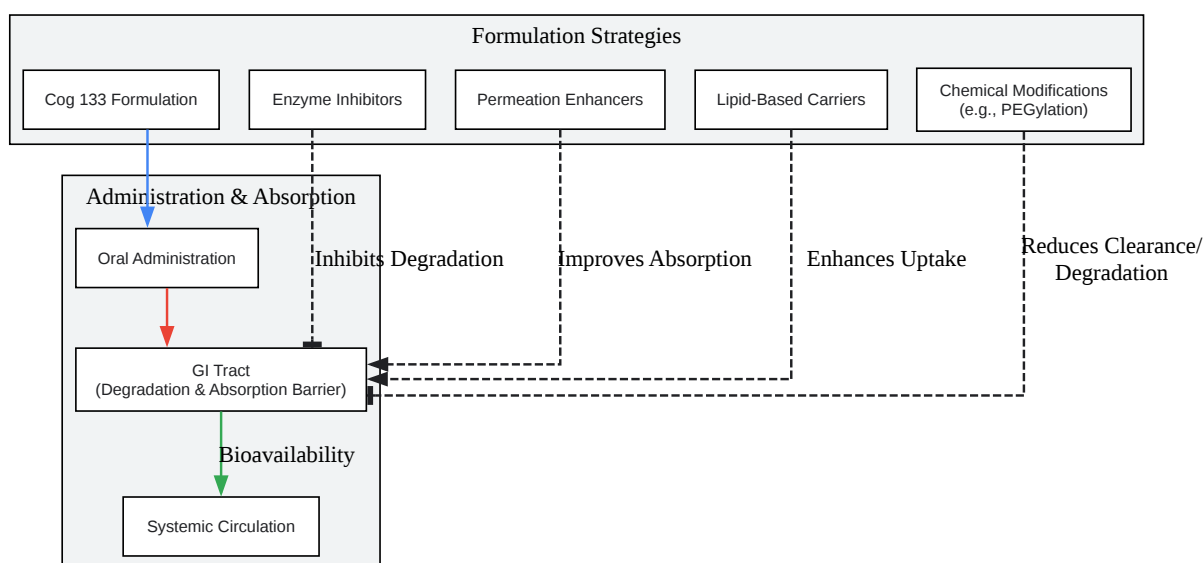 Formulation Strategies
Cog 133 Formulation
Enzyme Inhibitors
Permeation Enhancers
Lipid-Based Carriers
Chemical Modifications
(e.g., PEGylation)
Administration & Absorption
Oral Administration
Inhibits Degradation
Improves Absorption
Enhances Uptake
Reduces Clearance/
Degradation
GI Tract
(Degradation & Absorption Barrier)
Bioavailability
Systemic Circulation